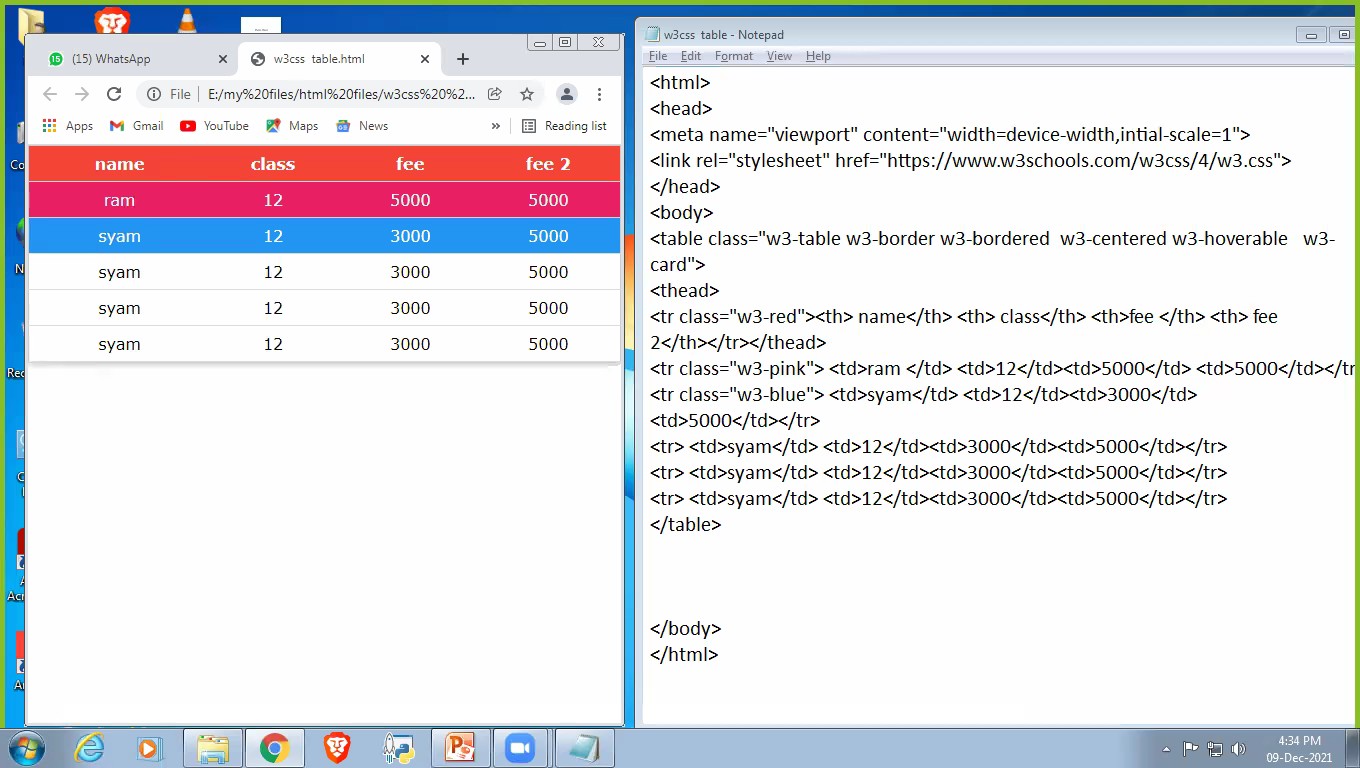 (15) WhatsApp
w3css table.html
File
E:/my%20files/html%20files/w3css%20%2...
Apps
Gmail
YouTube
Maps
News
»
Reading list
name class fee fee 2
ram 12 5000 5000
syam 12 3000 5000
syam 12 3000 5000
syam 12 3000 5000
syam 12 3000 5000
w3css table - Notepad
File Edit Format View Help
<html>
<head>
<meta name="viewport" content="width=device-width,intial-scale=1">
<link rel="stylesheet" href="https://www.w3schools.com/w3css/4/w3.css">
</head>
<body>
<table class="w3-table w3-border w3-bordered  w3-centered w3-hoverable   w3-
card">
<thead>
<tr class="w3-red"><th> name</th> <th> class</th> <th>fee </th> <th> fee
2</th></tr></thead>
<tr class="w3-pink"> <td>ram </td> <td>12</td><td>5000</td> <td>5000</td></tr
<tr class="w3-blue"> <td>syam</td> <td>12</td><td>3000</td>
<td>5000</td></tr>
<tr> <td>syam</td> <td>12</td><td>3000</td><td>5000</td></tr>
<tr> <td>syam</td> <td>12</td><td>3000</td><td>5000</td></tr>
<tr> <td>syam</td> <td>12</td><td>3000</td><td>5000</td></tr>
</table>
</body>
</html>
4:34 PM
09-Dec-2021